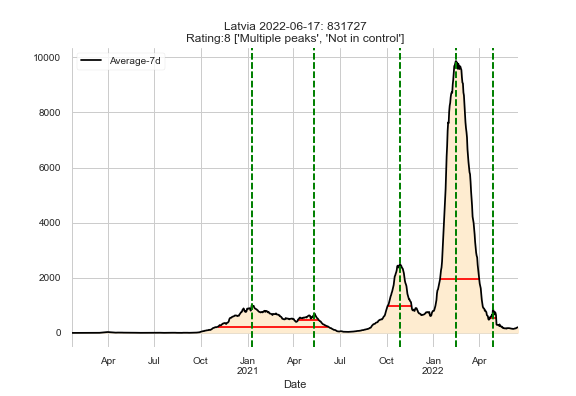 Latvia 2022-06-17: 831727
Rating:8 ['Multiple peaks', 'Not in control']
Average-7d
10000
8000
6000
4000
2000
0
Apr Jul Oct Jan Apr Jul Oct Jan Apr
2021 2022
Date